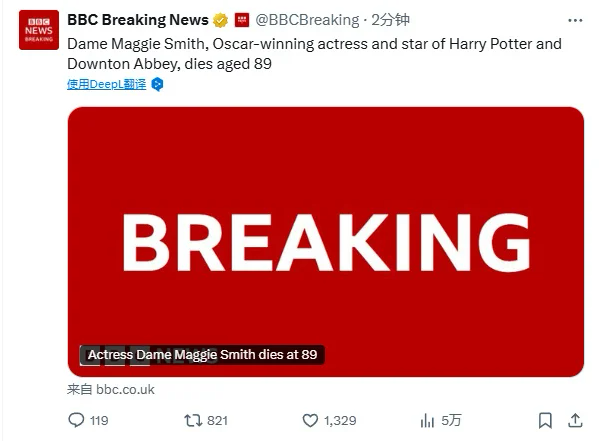 BBC
NEWS
BREAKING
BBC Breaking News @BBCBreaking · 2分钟
Dame Maggie Smith, Oscar-winning actress and star of Harry Potter and
Downton Abbey, dies aged 89
使用DeepL翻译
BREAKING
Actress Dame Maggie Smith dies at 89
来自 bbc.co.uk
119 821 1,329 5万